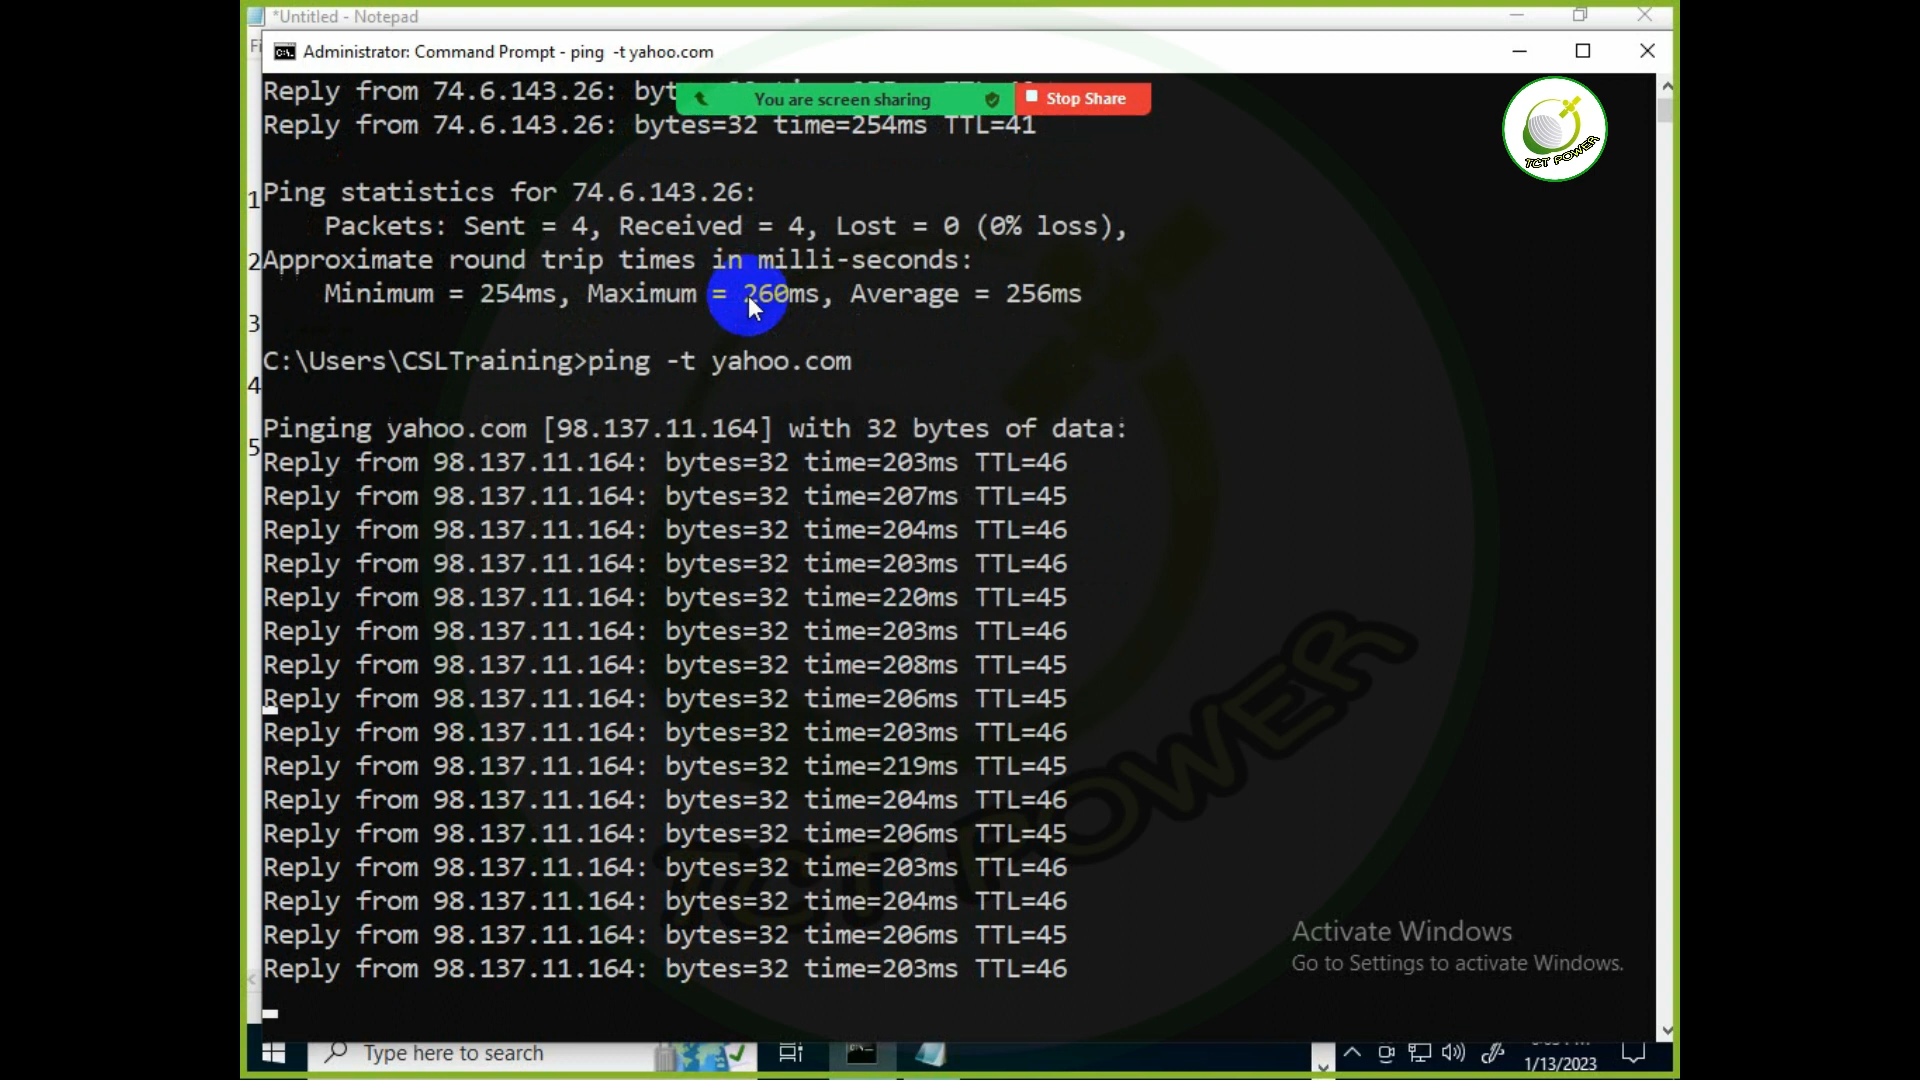 *Untitled - Notepad
Administrator: Command Prompt - ping -t yahoo.com
Reply from 74.6.143.26:
You are screen sharing
Stop Share
Reply from 74.6.143.26: bytes=32 time=254ms TTL=41
TCT POWER
Ping statistics for 74.6.143.26:
Packets: Sent = 4, Received = 4, Lost = 0 (0% loss),
Approximate round trip times in milli-seconds:
Minimum = 254ms, Maximum = 260ms, Average = 256ms
C:\Users\CSLTraining>ping -t yahoo.com
Pinging yahoo.com [98.137.11.164] with 32 bytes of data:
Reply from 98.137.11.164: bytes=32 time=203ms TTL=46
Reply from 98.137.11.164: bytes=32 time=207ms TTL=45
Reply from 98.137.11.164: bytes=32 time=204ms TTL=46
Reply from 98.137.11.164: bytes=32 time=203ms TTL=46
Reply from 98.137.11.164: bytes=32 time=220ms TTL=45
Reply from 98.137.11.164: bytes=32 time=203ms TTL=46
Reply from 98.137.11.164: bytes=32 time=208ms TTL=45
Reply from 98.137.11.164: bytes=32 time=206ms TTL=45
Reply from 98.137.11.164: bytes=32 time=203ms TTL=46
Reply from 98.137.11.164: bytes=32 time=219ms TTL=45
Reply from 98.137.11.164: bytes=32 time=204ms TTL=46
Reply from 98.137.11.164: bytes=32 time=206ms TTL=45
Reply from 98.137.11.164: bytes=32 time=203ms TTL=46
Reply from 98.137.11.164: bytes=32 time=204ms TTL=46
Reply from 98.137.11.164: bytes=32 time=206ms TTL=45
Reply from 98.137.11.164: bytes=32 time=203ms TTL=46
1
2
3
4
5
TCT POWER
Activate Windows
Go to Settings to activate Windows.
Type here to search
1/13/2023